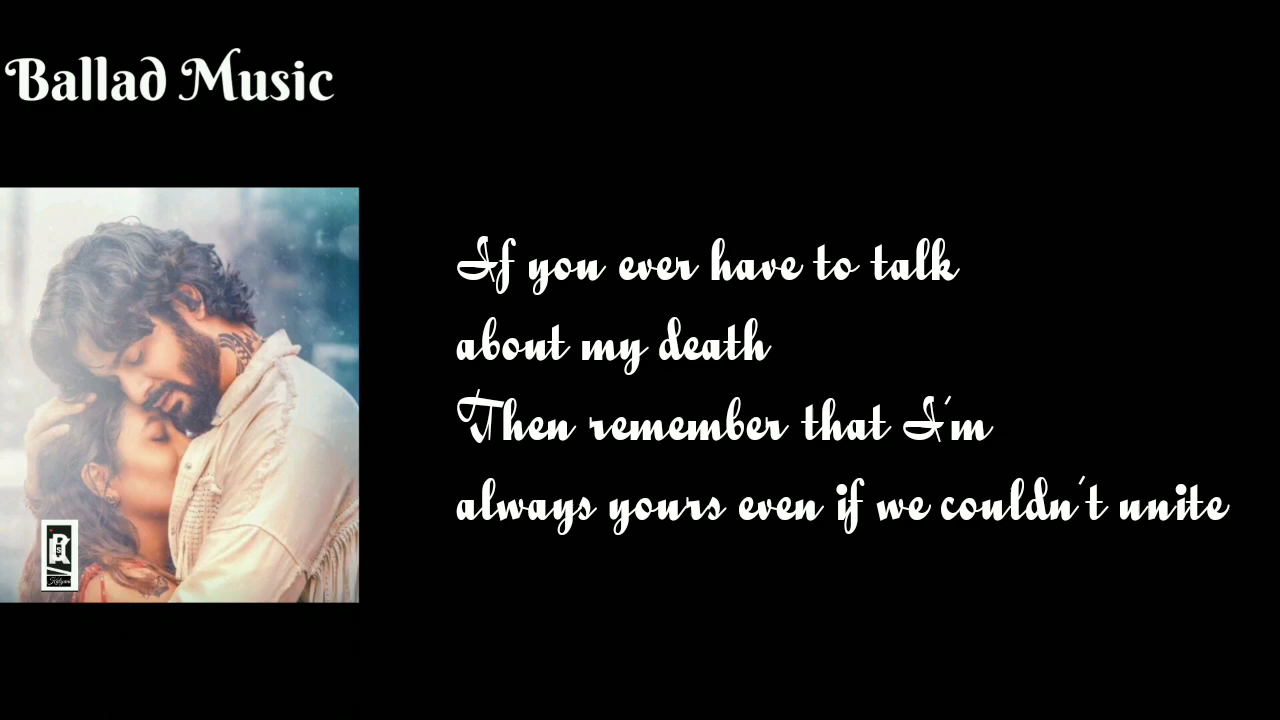 Ballad Music
If you ever have to talk
about my death
Then remember that I'm
always yours even if we couldn't unite